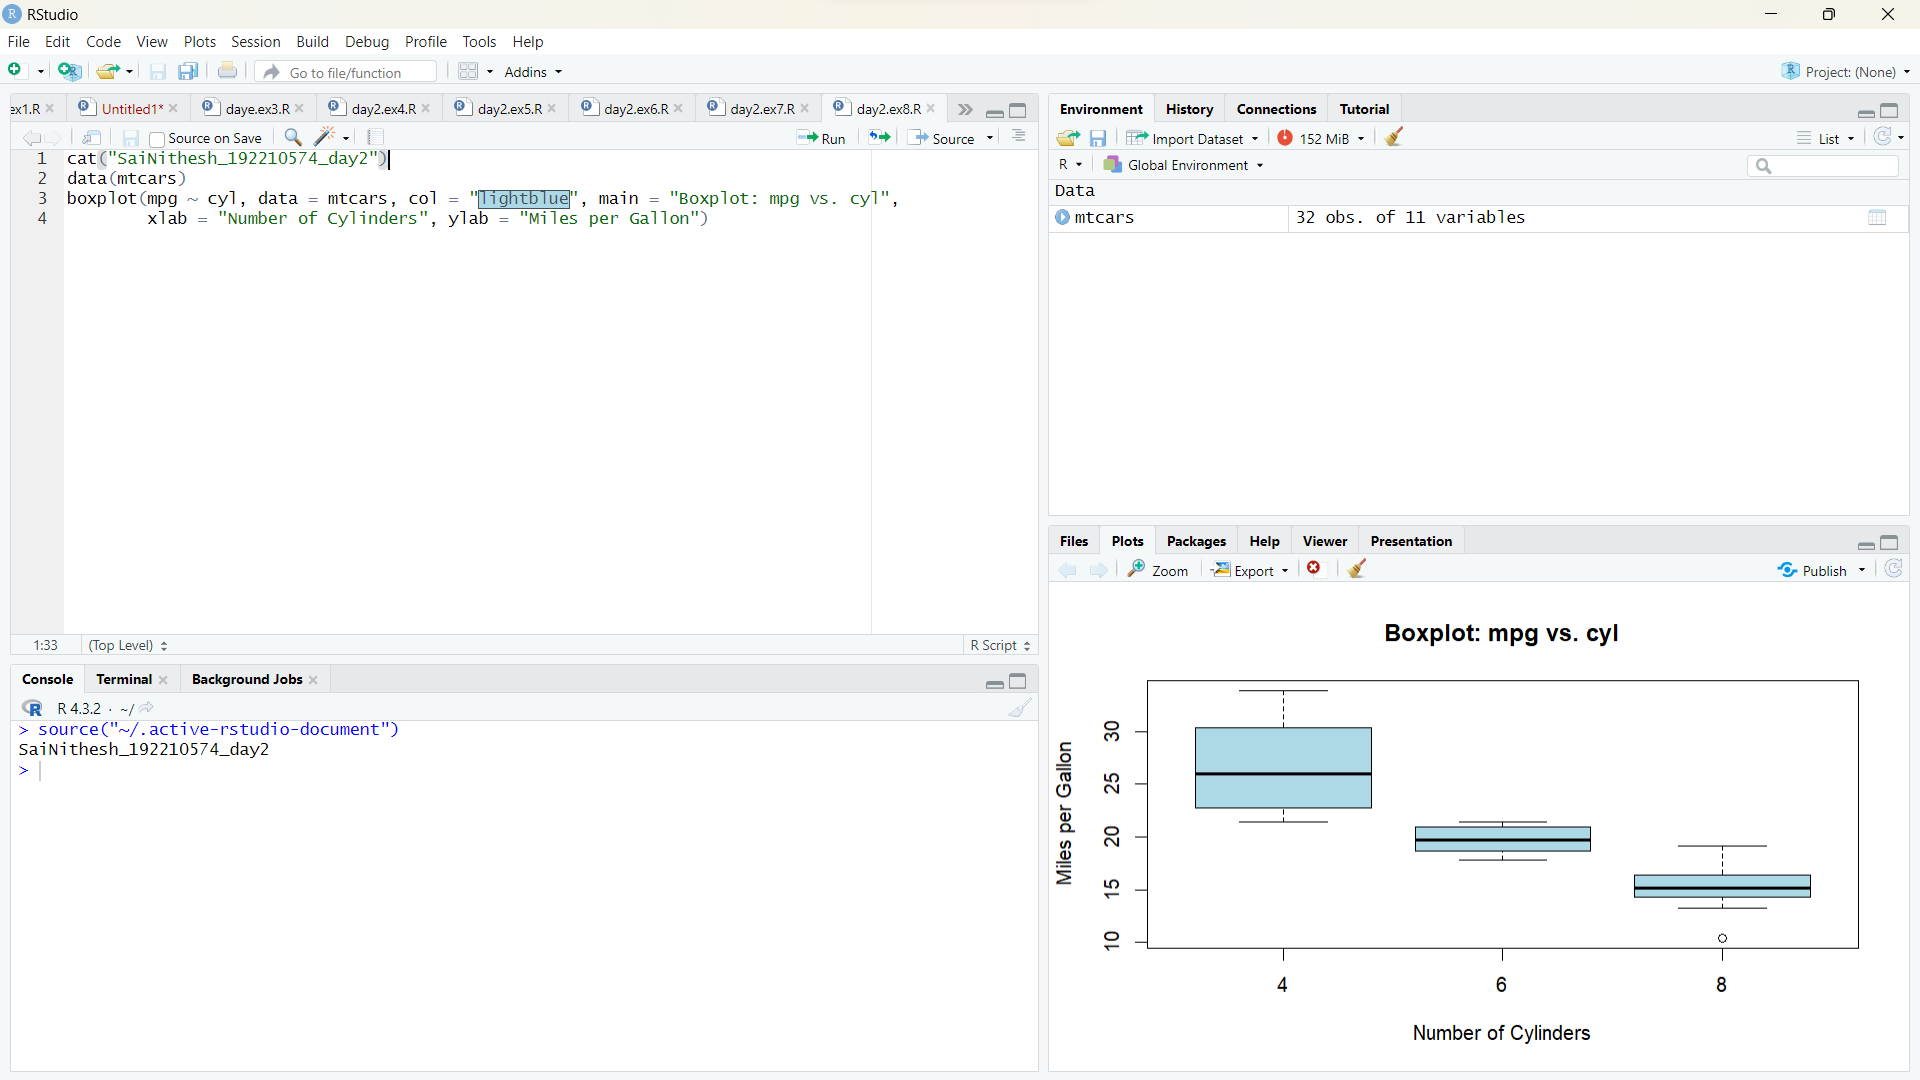 RStudio
File Edit Code View Plots Session Build Debug Profile Tools Help
Go to file/function Addins Project: (None)
ex1.R Untitled1* daye.ex3.R day2.ex4.R day2.ex5.R day2.ex6.R day2.ex7.R day2.ex8.R
Source on Save Run Source
1 cat("SaiNithesh_192210574_day2")
2 data(mtcars)
3 boxplot(mpg ~ cyl, data = mtcars, col = "lightblue", main = "Boxplot: mpg vs. cyl",
4 xlab = "Number of Cylinders", ylab = "Miles per Gallon")
1:33 (Top Level) R Script
Console Terminal Background Jobs
R 4.3.2 · ~/
> source("~/.active-rstudio-document")
SaiNithesh_192210574_day2
>
Environment History Connections Tutorial
Import Dataset 152 MiB List
R Global Environment
Data
mtcars 32 obs. of 11 variables
Files Plots Packages Help Viewer Presentation
Zoom Export Publish
Boxplot: mpg vs. cyl
Miles per Gallon
30
25
20
15
10
4 6 8
Number of Cylinders